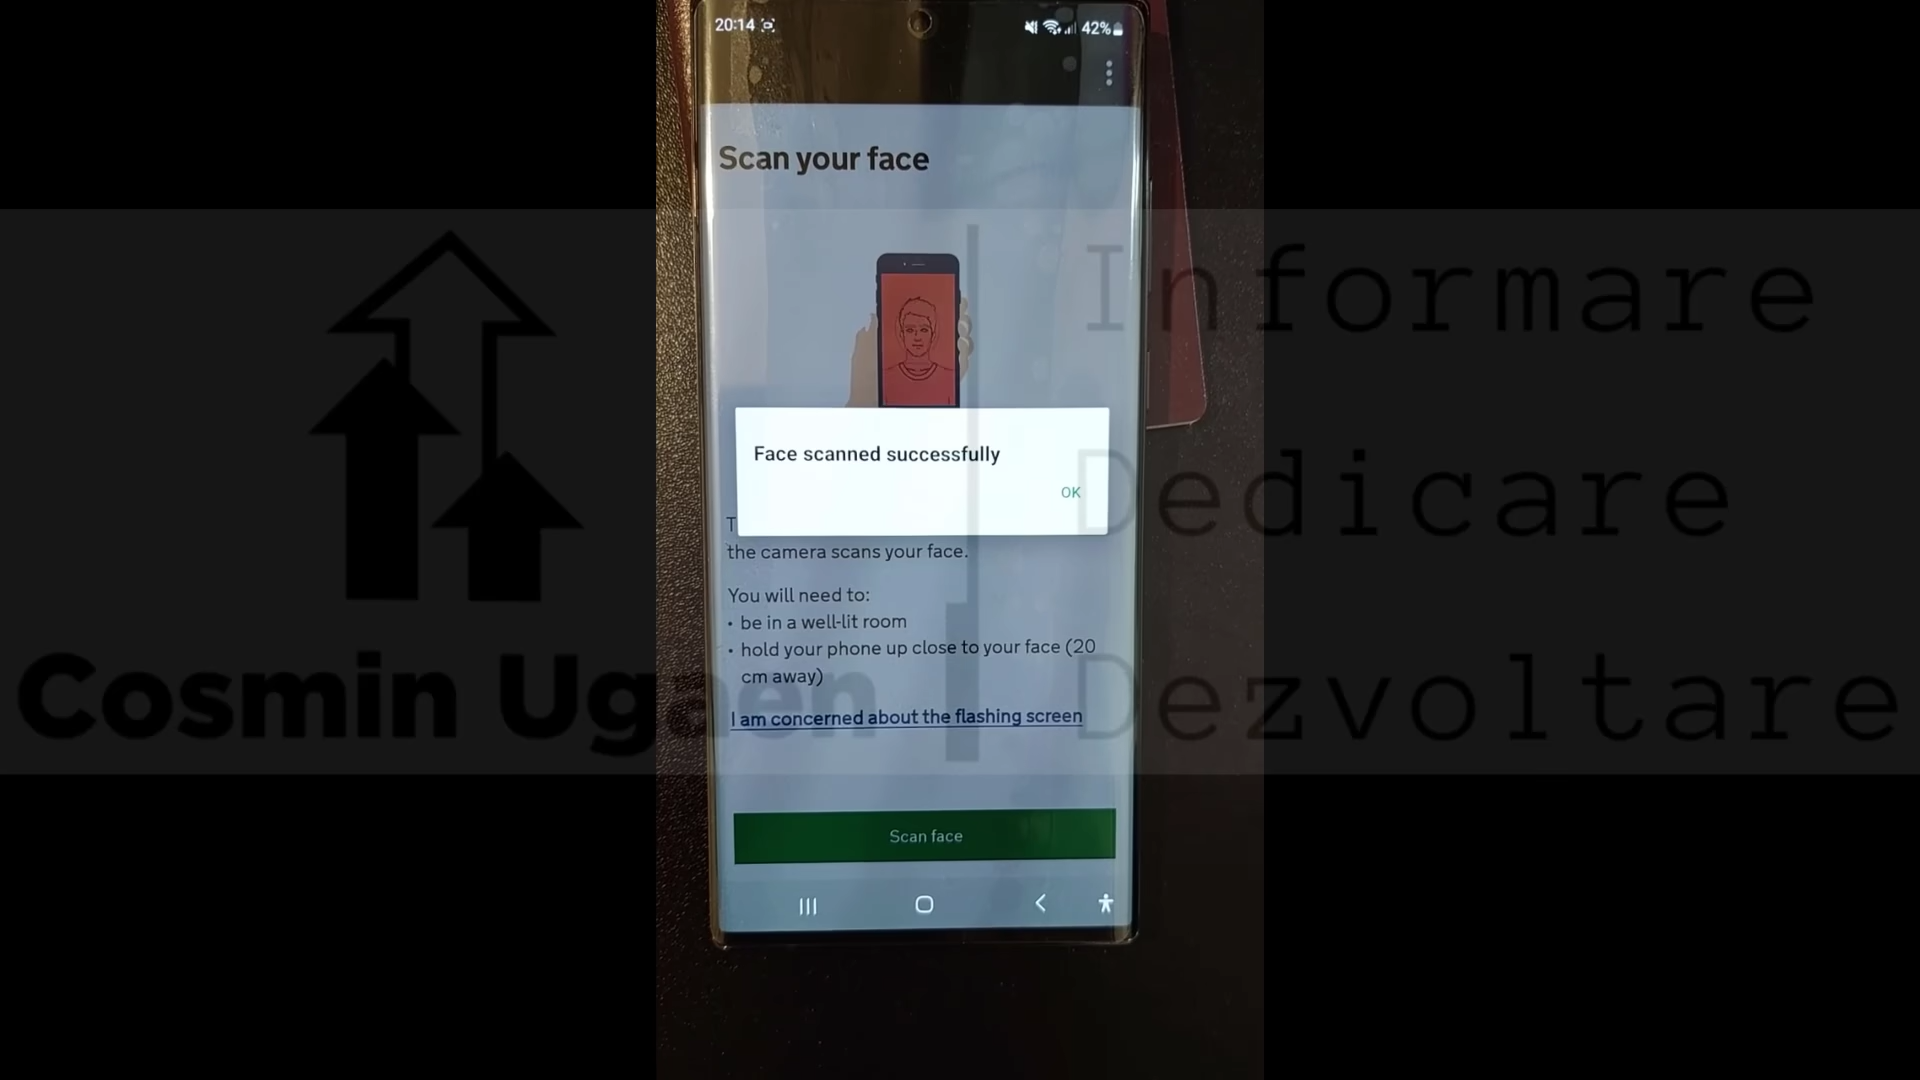 20:14
42%
Scan your face
Face scanned successfully
OK
T
the camera scans your face.
You will need to:
• be in a well-lit room
• hold your phone up close to your face (20
cm away)
I am concerned about the flashing screen
Scan face
Cosmin Ugaen
Informare
Dedicare
Dezvoltare